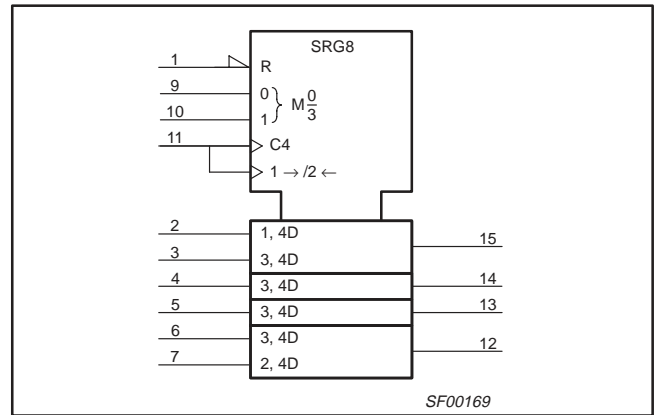 SRG8
1 R
9 0
M 0/3
10 1
11 C4
1 → /2 ←
2 1, 4D
15
3 3, 4D
4 3, 4D 14
5 3, 4D 13
6 3, 4D
12
7 2, 4D
SF00169